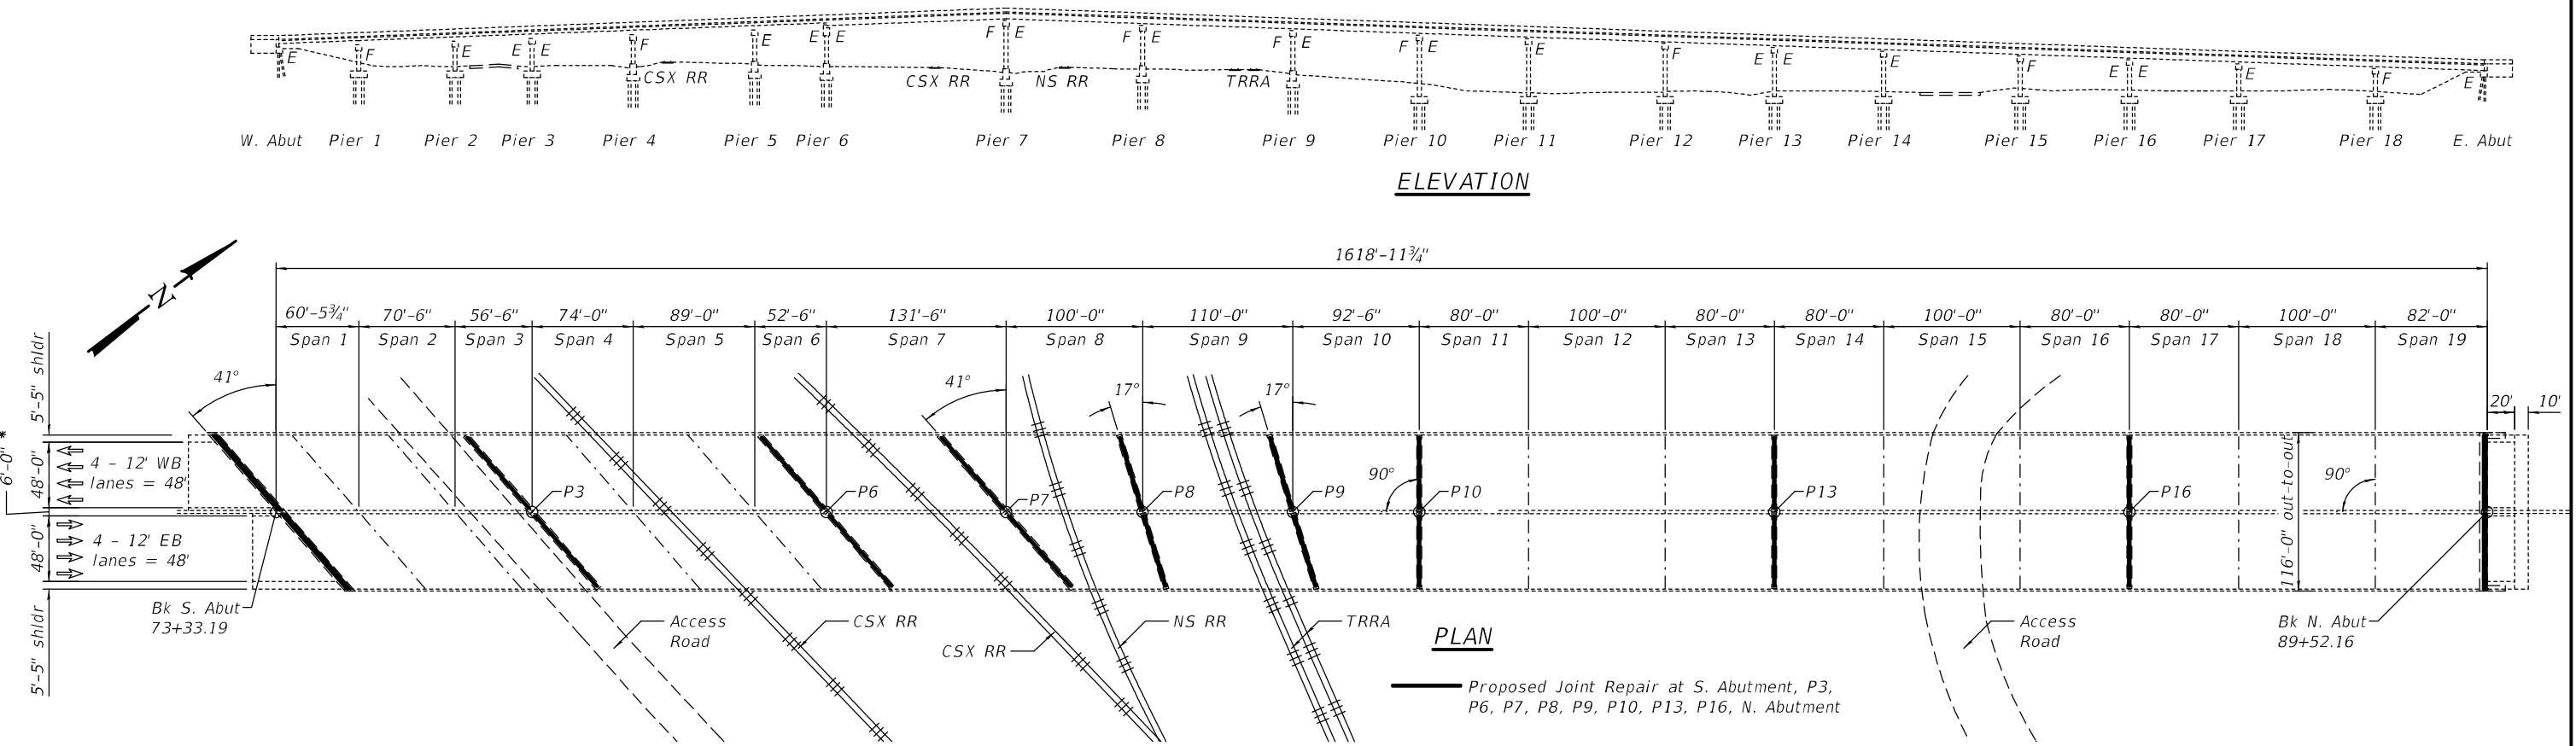 F E E F E E
E F E E F E E F E F E F E E F E E E E F
CSX RR CSX RR NS RR TRRA
W. Abut Pier 1 Pier 2 Pier 3 Pier 4 Pier 5 Pier 6 Pier 7 Pier 8 Pier 9 Pier 10 Pier 11 Pier 12 Pier 13 Pier 14 Pier 15 Pier 16 Pier 17 Pier 18 E. Abut
ELEVATION
N
1618'-11¾"
60'-5¾" 70'-6" 56'-6" 74'-0" 89'-0" 52'-6" 131'-6" 100'-0" 110'-0" 92'-6" 80'-0" 100'-0" 80'-0" 80'-0" 100'-0" 80'-0" 80'-0" 100'-0" 82'-0"
Span 1 Span 2 Span 3 Span 4 Span 5 Span 6 Span 7 Span 8 Span 9 Span 10 Span 11 Span 12 Span 13 Span 14 Span 15 Span 16 Span 17 Span 18 Span 19
41° 41° 17° 17° 20' 10'
5'-5" shldr
48'-0"
6'-0" *
48'-0"
5'-5" shldr
4 - 12' WB
lanes = 48'
90° 90°
P3 P6 P7 P8 P9 P10 P13 P16
116'-0" out-to-out
4 - 12' EB
lanes = 48'
Bk S. Abut
73+33.19
Access
Road
CSX RR
CSX RR
NS RR
TRRA
PLAN
Access
Road
Bk N. Abut
89+52.16
Proposed Joint Repair at S. Abutment, P3,
P6, P7, P8, P9, P10, P13, P16, N. Abutment